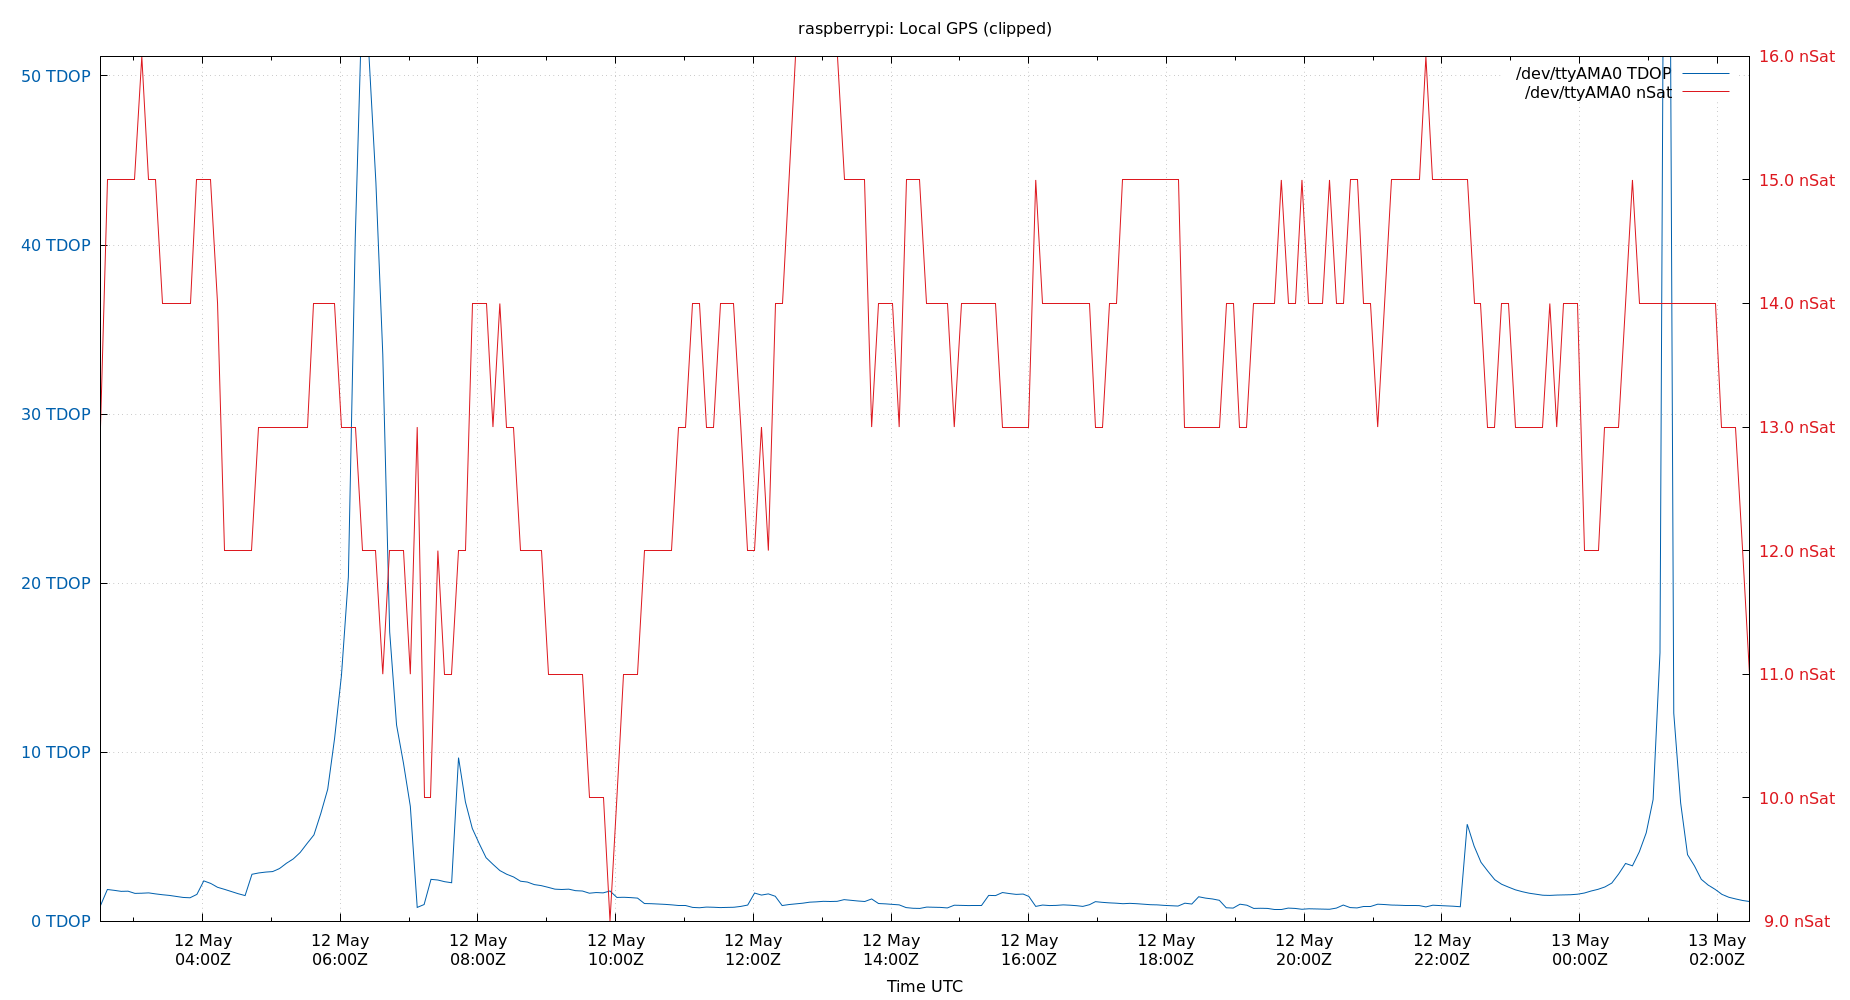 raspberrypi: Local GPS (clipped)
50 TDOP
40 TDOP
30 TDOP
20 TDOP
10 TDOP
0 TDOP
/dev/ttyAMA0 TDOP
/dev/ttyAMA0 nSat
16.0 nSat
15.0 nSat
14.0 nSat
13.0 nSat
12.0 nSat
11.0 nSat
10.0 nSat
9.0 nSat
12 May 12 May 12 May 12 May 12 May 12 May 12 May 12 May 12 May 12 May 13 May 13 May
04:00Z 06:00Z 08:00Z 10:00Z 12:00Z 14:00Z 16:00Z 18:00Z 20:00Z 22:00Z 00:00Z 02:00Z
Time UTC